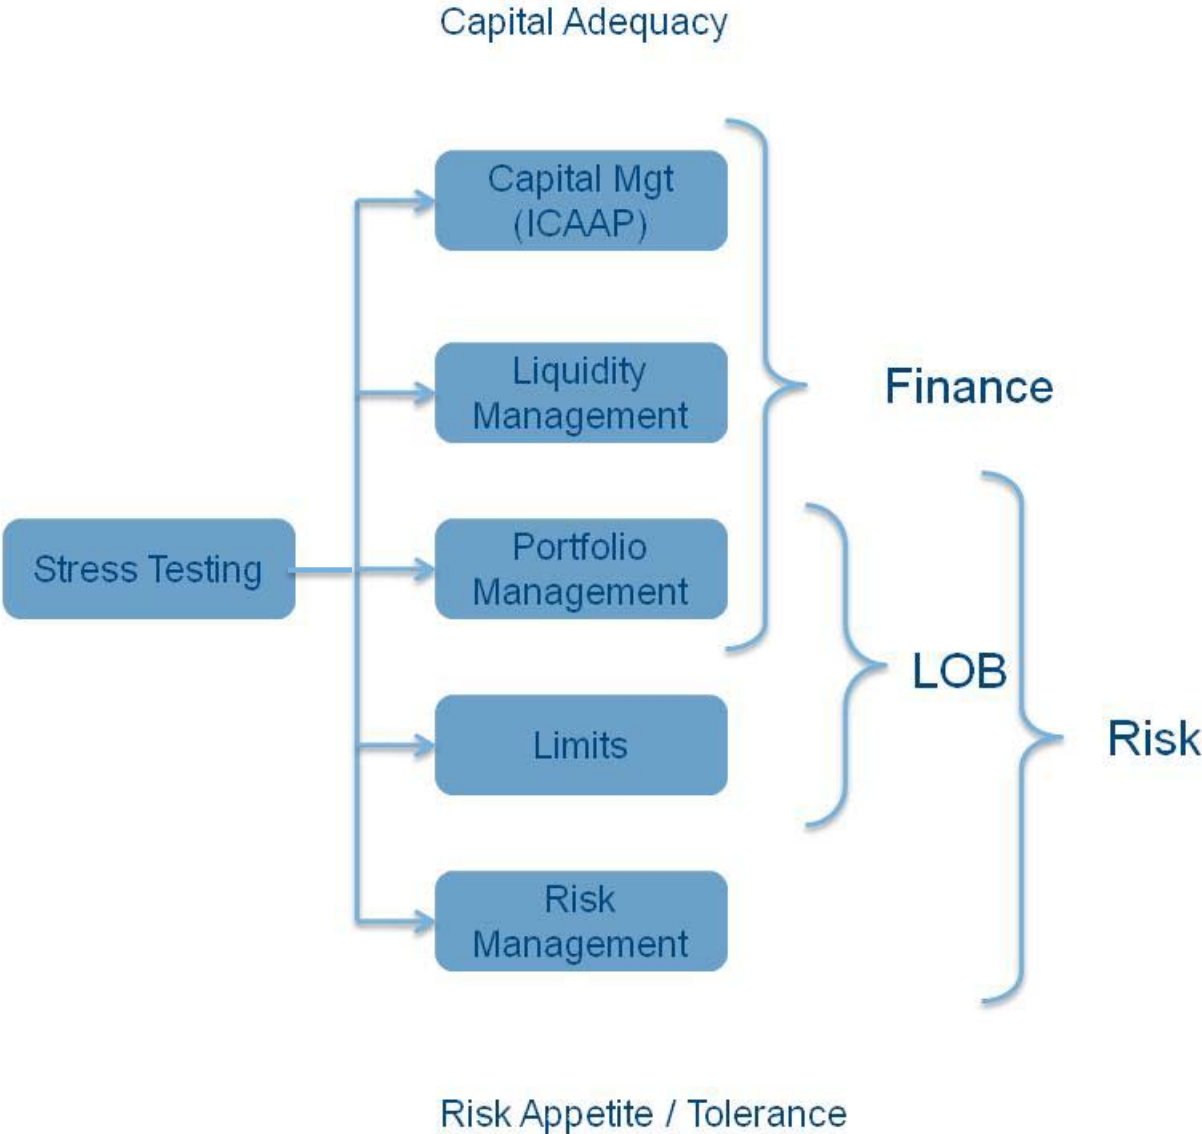 Capital Adequacy
Capital Mgt
(ICAAP)
Liquidity
Management
Finance
Stress Testing
Portfolio
Management
LOB
Limits
Risk
Risk
Management
Risk Appetite / Tolerance